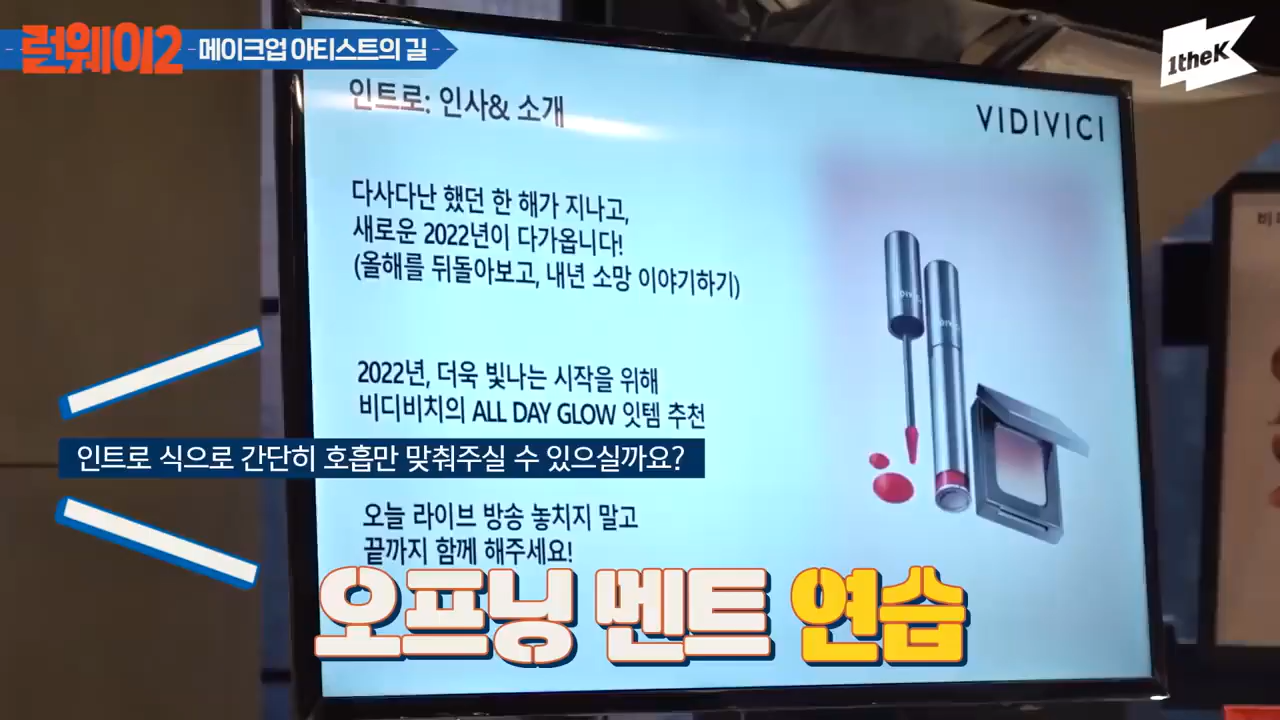 런웨이2 메이크업 아티스트의 길
1theK
인트로: 인사& 소개
VIDIVICI
다사다난 했던 한 해가 지나고,
새로운 2022년이 다가옵니다!
(올해를 뒤돌아보고, 내년 소망 이야기하기)
2022년, 더욱 빛나는 시작을 위해
비디비치의 ALL DAY GLOW 잇템 추천
인트로 식으로 간단히 호흡만 맞춰주실 수 있으실까요?
오늘 라이브 방송 놓치지 말고
끝까지 함께 해주세요!
오프닝 멘트 연습